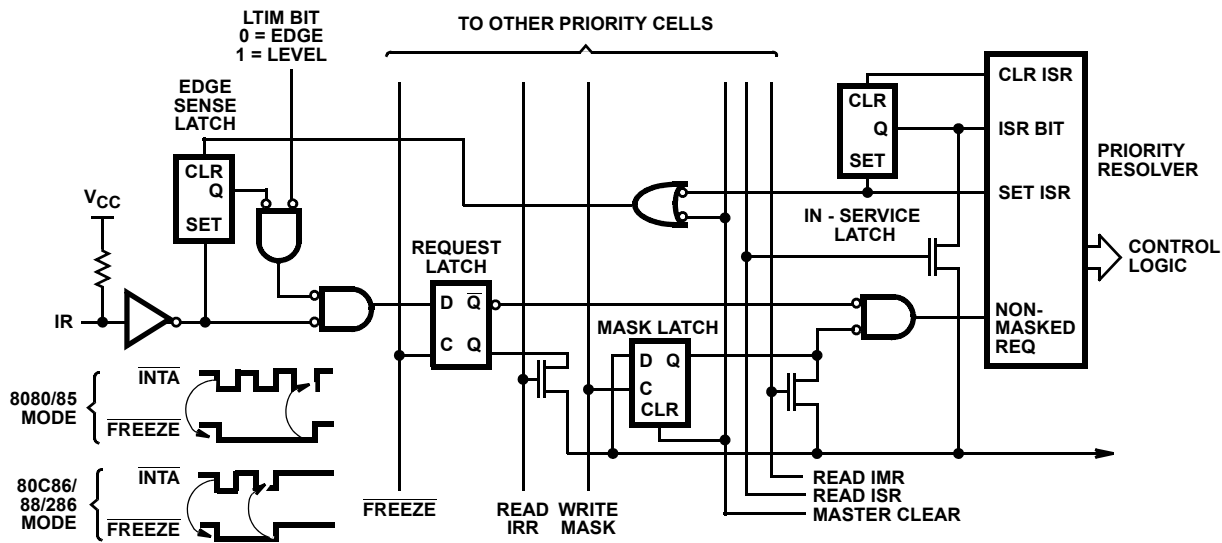 LTIM BIT
0 = EDGE
1 = LEVEL
TO OTHER PRIORITY CELLS
EDGE
SENSE
LATCH
CLR
Q
SET
VCC
IR
REQUEST
LATCH
D Q
C Q
MASK LATCH
D Q
C
CLR
CLR
Q
SET
IN - SERVICE
LATCH
CLR ISR
ISR BIT
SET ISR
NON-
MASKED
REQ
PRIORITY
RESOLVER
CONTROL
LOGIC
8080/85
MODE
INTA
FREEZE
80C86/
88/286
MODE
INTA
FREEZE
FREEZE
READ
IRR
WRITE
MASK
READ IMR
READ ISR
MASTER CLEAR